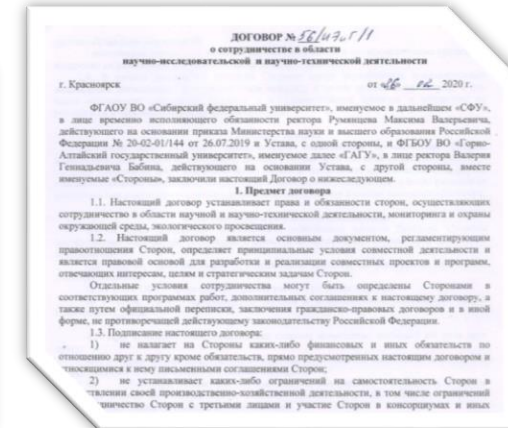 ДОГОВОР № 56/
о сотрудничестве в области
научно-исследовательской и научно-технической деятельности
г. Красноярск от 2020 г.
ФГАОУ ВО «Сибирский федеральный университет», именуемое в дальнейшем «СФУ»,
в лице временно исполняющего обязанности ректора Румянцева Максима Валерьевича,
действующего на основании приказа Министерства науки и высшего образования Российской
Федерации № 20-02-01/144 от 26.07.2019 и Устава, с одной стороны, и ФГБОУ ВО «Горно-
Алтайский государственный университет», именуемое далее «ГАГУ», в лице ректора Валерия
Геннадьевича Бабина, действующего на основании Устава, с другой стороны, вместе
именуемые «Стороны», заключили настоящий Договор о нижеследующем.
1. Предмет договора
1.1. Настоящий договор устанавливает права и обязанности сторон, осуществляющих
сотрудничество в области научной и научно-технической деятельности, мониторинга и охраны
окружающей среды, экологического просвещения.
1.2. Настоящий договор является основным документом, регламентирующим
правоотношения Сторон, определяет принципиальные условия совместной деятельности и
является правовой основой для разработки и реализации совместных проектов и программ,
отвечающих интересам, целям и стратегическим задачам Сторон.
Отдельные условия сотрудничества могут быть определены Сторонами в
соответствующих программах работ, дополнительных соглашениях к настоящему договору, а
также путем официальной переписки, заключения гражданско-правовых договоров и в иной
форме, не противоречащей действующему законодательству Российской Федерации.
1.3. Подписание настоящего договора:
1) не налагает на Стороны каких-либо финансовых и иных обязательств по
отношению друг к другу кроме обязательств, прямо предусмотренных настоящим договором и
относящимися к нему письменными соглашениями Сторон;
2) не устанавливает каких-либо ограничений на самостоятельность Сторон в
твлении своей производственно-хозяйственной деятельности, в том числе ограничений
ничество Сторон с третьими лицами и участие Сторон в консорциумах и иных